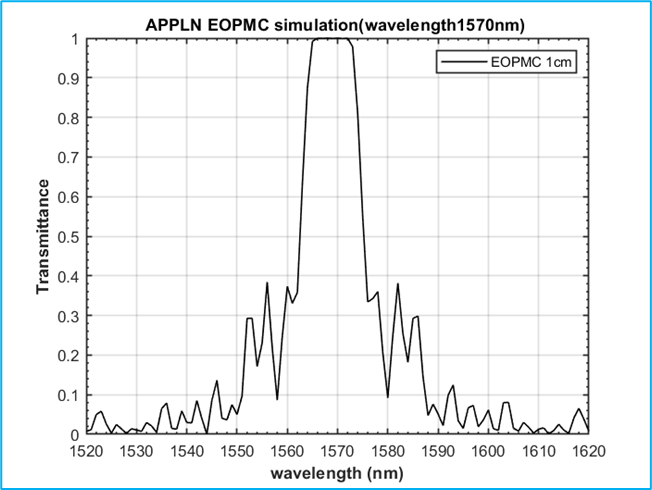 APPLN EOPMC simulation(wavelength1570nm)
EOPMC 1cm
Transmittance
1
0.9
0.8
0.7
0.6
0.5
0.4
0.3
0.2
0.1
0
1520 1530 1540 1550 1560 1570 1580 1590 1600 1610 1620
wavelength (nm)